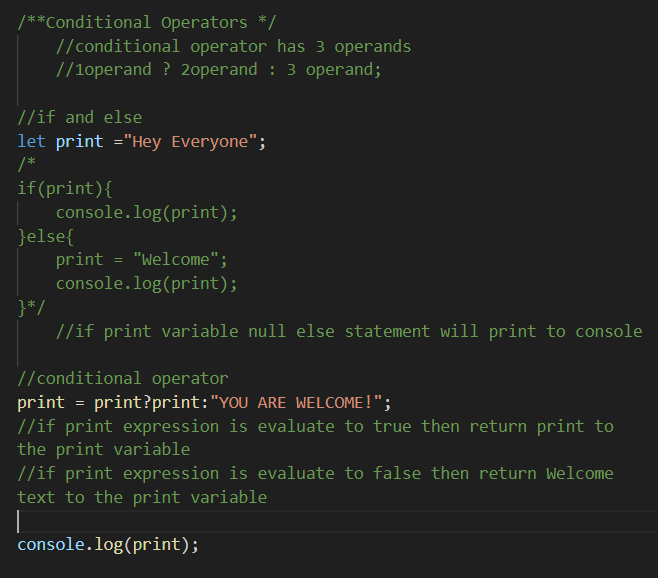 /**Conditional Operators */
//conditional operator has 3 operands
//1operand ? 2operand : 3 operand;
//if and else
let print ="Hey Everyone";
/*
if(print){
console.log(print);
}else{
print = "Welcome";
console.log(print);
}*/
//if print variable null else statement will print to console
//conditional operator
print = print?print:"YOU ARE WELCOME!";
//if print expression is evaluate to true then return print to
the print variable
//if print expression is evaluate to false then return Welcome
text to the print variable
console.log(print);